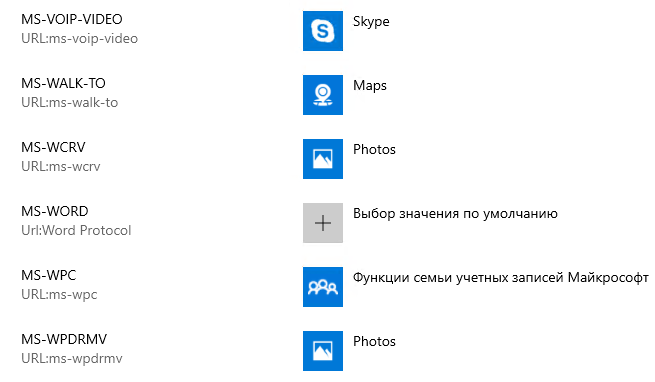 MS-VOIP-VIDEO
URL:ms-voip-video
Skype
MS-WALK-TO
URL:ms-walk-to
Maps
MS-WCRV
URL:ms-wcrv
Photos
MS-WORD
Url:Word Protocol
Выбор значения по умолчанию
MS-WPC
URL:ms-wpc
Функции семьи учетных записей Майкрософт
MS-WPDRMV
URL:ms-wpdrmv
Photos